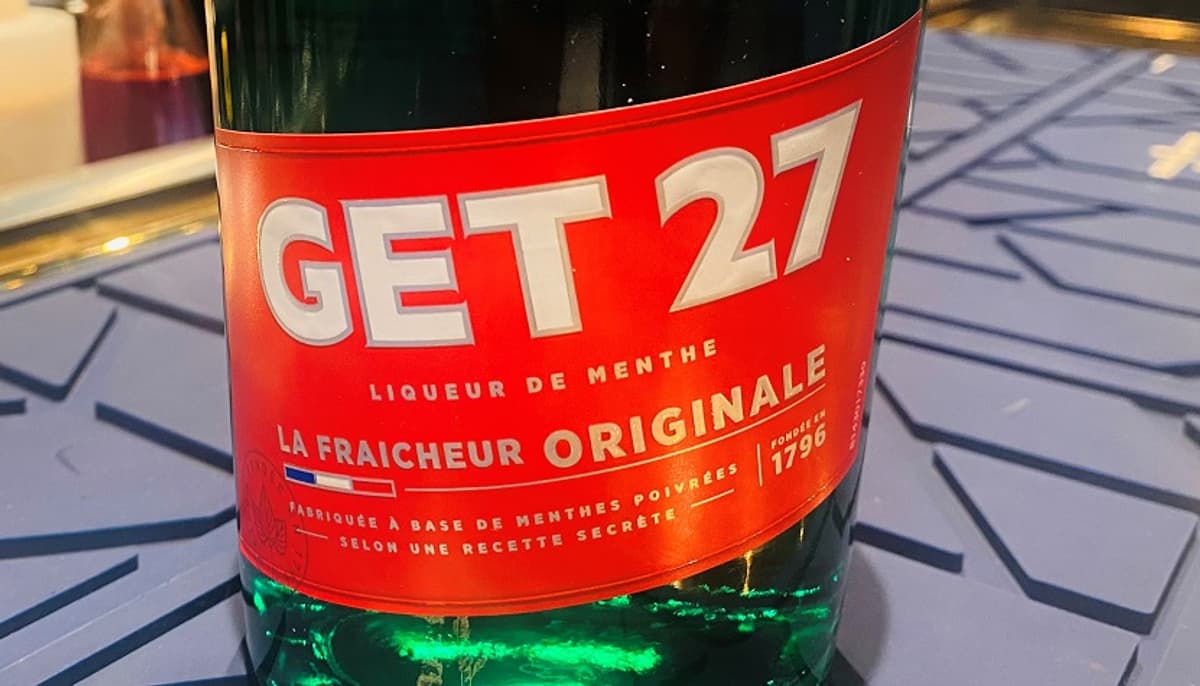 GET 27
LIQUEUR DE MENTHE
LA FRAICHEUR ORIGINALE
FONDÉE EN
1796
FABRIQUÉE À BASE DE MENTHES POIVRÉES
SELON UNE RECETTE SECRÈTE